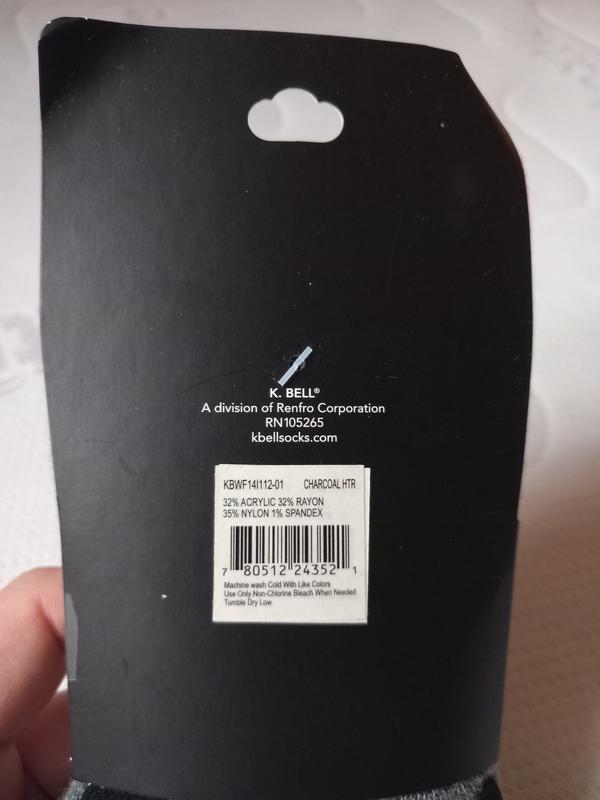 K. BELL®
A division of Renfro Corporation
RN105265
kbellsocks.com
KBWF14I112-01 CHARCOAL HTR
32% ACRYLIC 32% RAYON
35% NYLON 1% SPANDEX
7 80512 24352 1
Machine wash Cold With Like Colors
Use Only Non-Chlorine Bleach When Needed
Tumble Dry Low